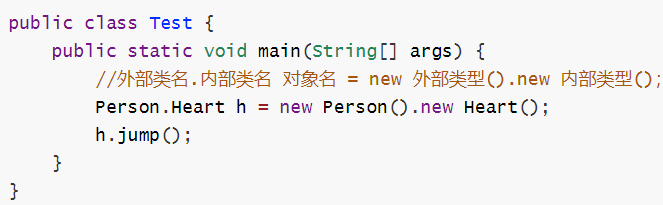 public class Test {
    public static void main(String[] args) {
        //外部类名.内部类名 对象名 = new 外部类型().new 内部类型();
        Person.Heart h = new Person().new Heart();
        h.jump();
    }
}